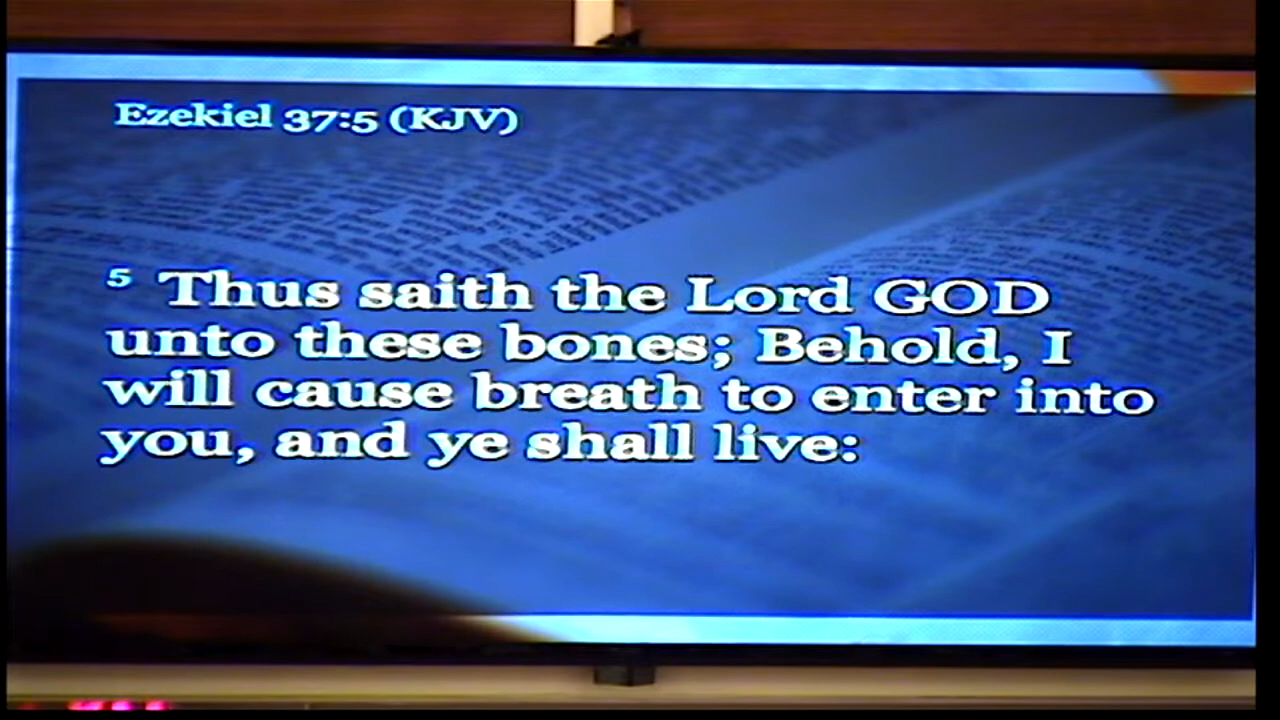 Ezekiel 37:5 (KJV)
5 Thus saith the Lord GOD
unto these bones; Behold, I
will cause breath to enter into
you, and ye shall live: